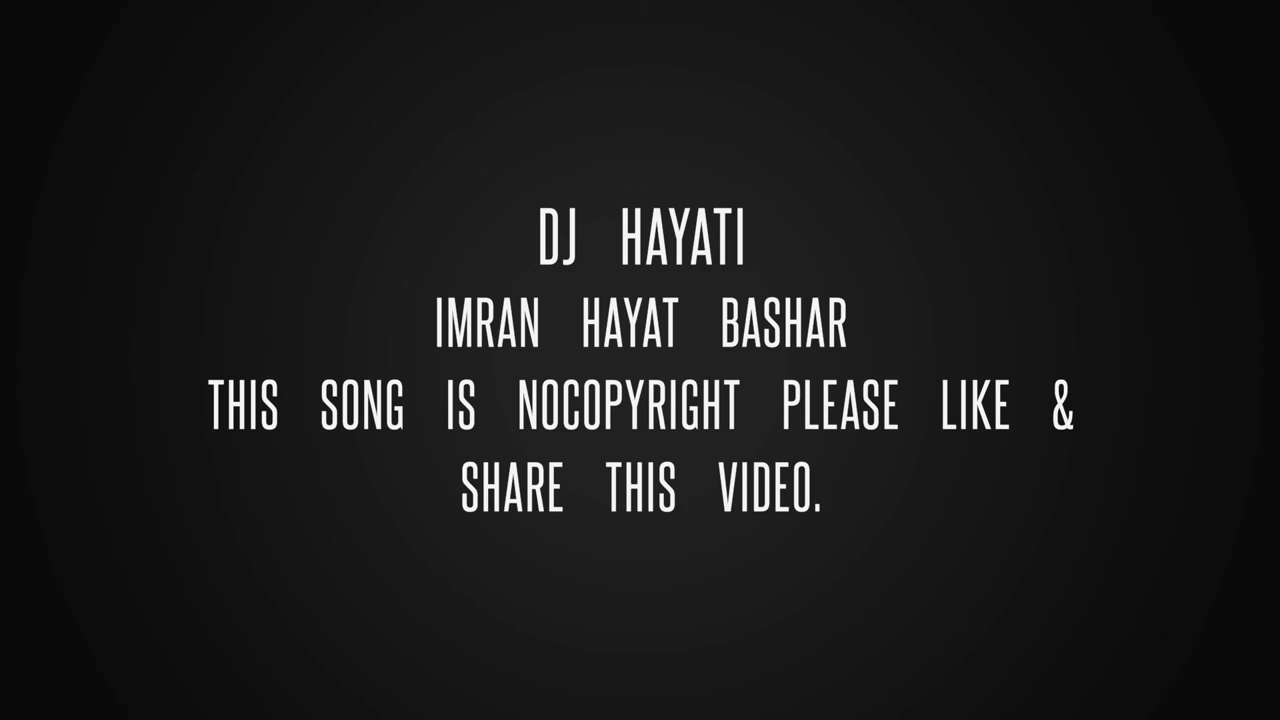 DJ HAYATI
IMRAN HAYAT BASHAR
THIS SONG IS NOCOPYRIGHT PLEASE LIKE &
SHARE THIS VIDEO.